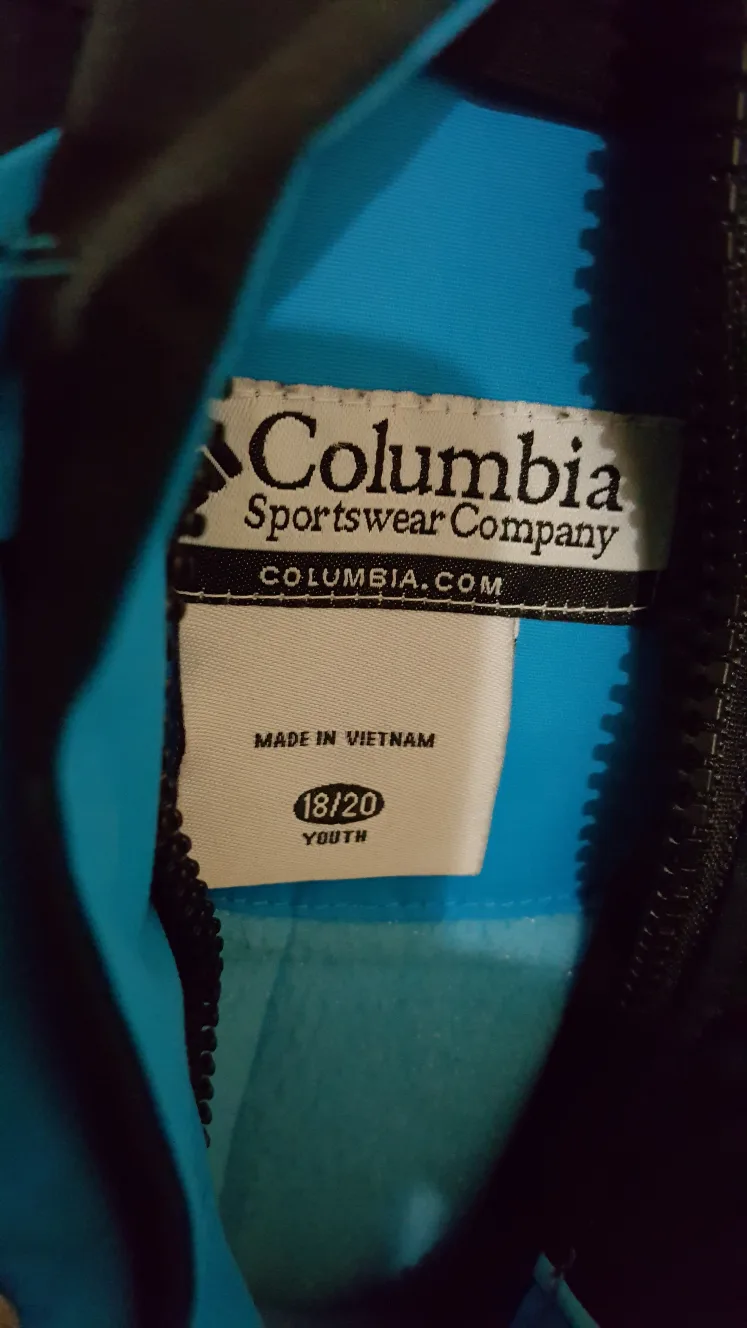 Columbia
Sportswear Company
COLUMBIA.COM
MADE IN VIETNAM
18/20
YOUTH